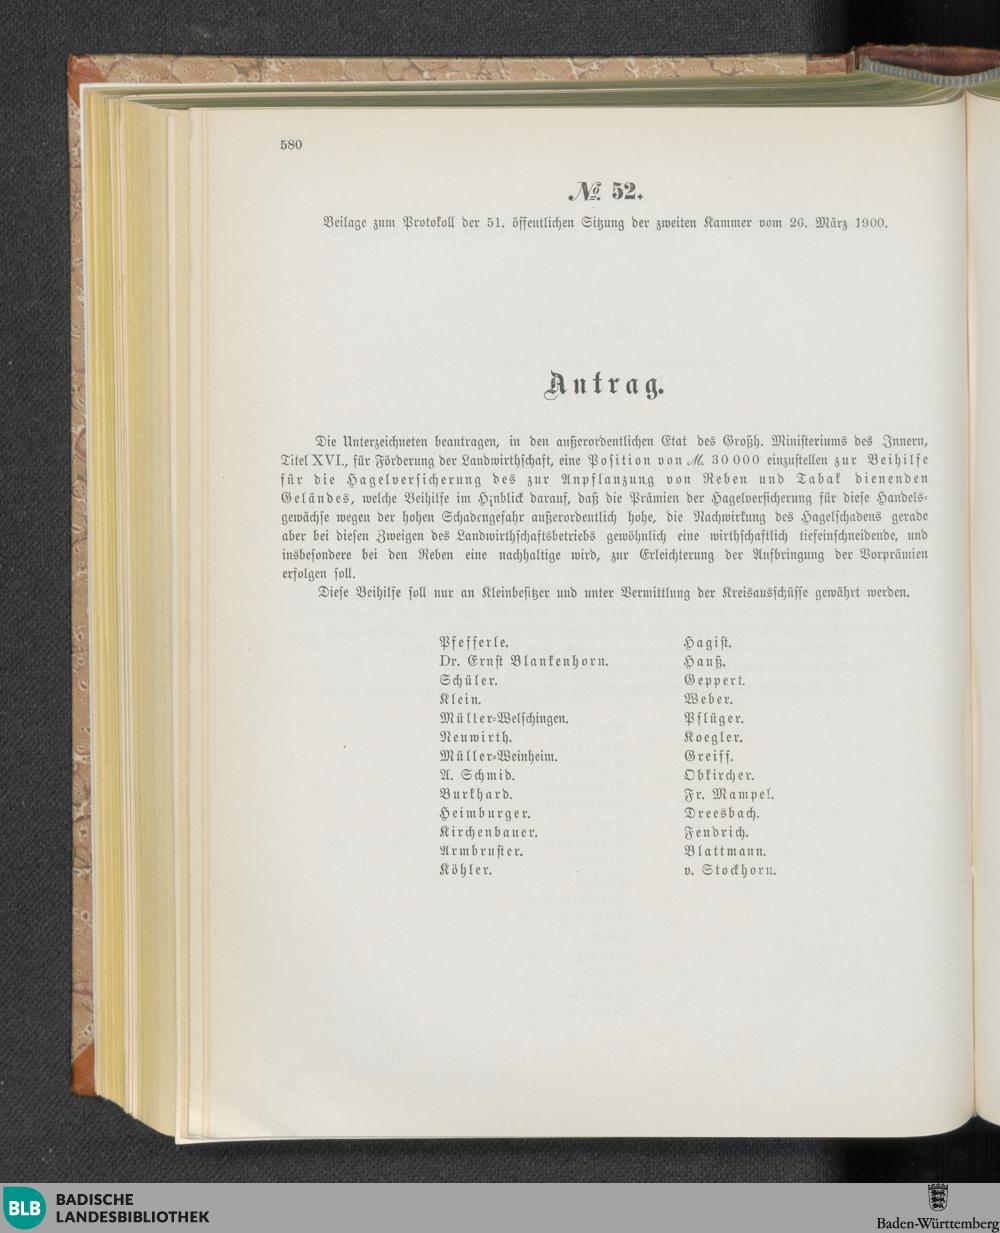 580
№ 52.
Beilage zum Protokoll der 51. öffentlichen Sitzung der zweiten Kammer vom 26. März 1900.
Antrag.
Die Unterzeichneten beantragen, in den außerordentlichen Etat des Großh. Ministeriums des Innern,
Titel XVI., für Förderung der Landwirthschaft, eine Position von M. 30 000 einzustellen zur Beihilfe
für die Hagelversicherung des zur Anpflanzung von Reben und Tabak dienenden
Geländes, welche Beihilfe im Hinblick darauf, daß die Prämien der Hagelversicherung für diese Handels-
gewächse wegen der hohen Schadengefahr außerordentlich hohe, die Nachwirkung des Hagelschadens gerade
aber bei diesen Zweigen des Landwirthschaftsbetriebs gewöhnlich eine wirthschaftlich tiefeinschneidende, und
insbesondere bei den Reben eine nachhaltige wird, zur Erleichterung der Aufbringung der Vorprämien
erfolgen soll.
Diese Beihilfe soll nur an Kleinbesitzer und unter Vermittlung der Kreisausschüsse gewährt werden.
Pfefferle.
Dr. Ernst Blankenhorn.
Schüler.
Klein.
Müller-Welschingen.
Neuwirth.
Müller-Weinheim.
A. Schmid.
Burkhard.
Heimburger.
Kirchenbauer.
Armbruster.
Köhler.
Hagist.
Hauß.
Geppert.
Weber.
Pflüger.
Koegler.
Greiff.
Obkircher.
Fr. Mampel.
Dreesbach.
Fendrich.
Blattmann.
v. Stockhorn.
BLB
BADISCHE
LANDESBIBLIOTHEK
Baden-Württemberg